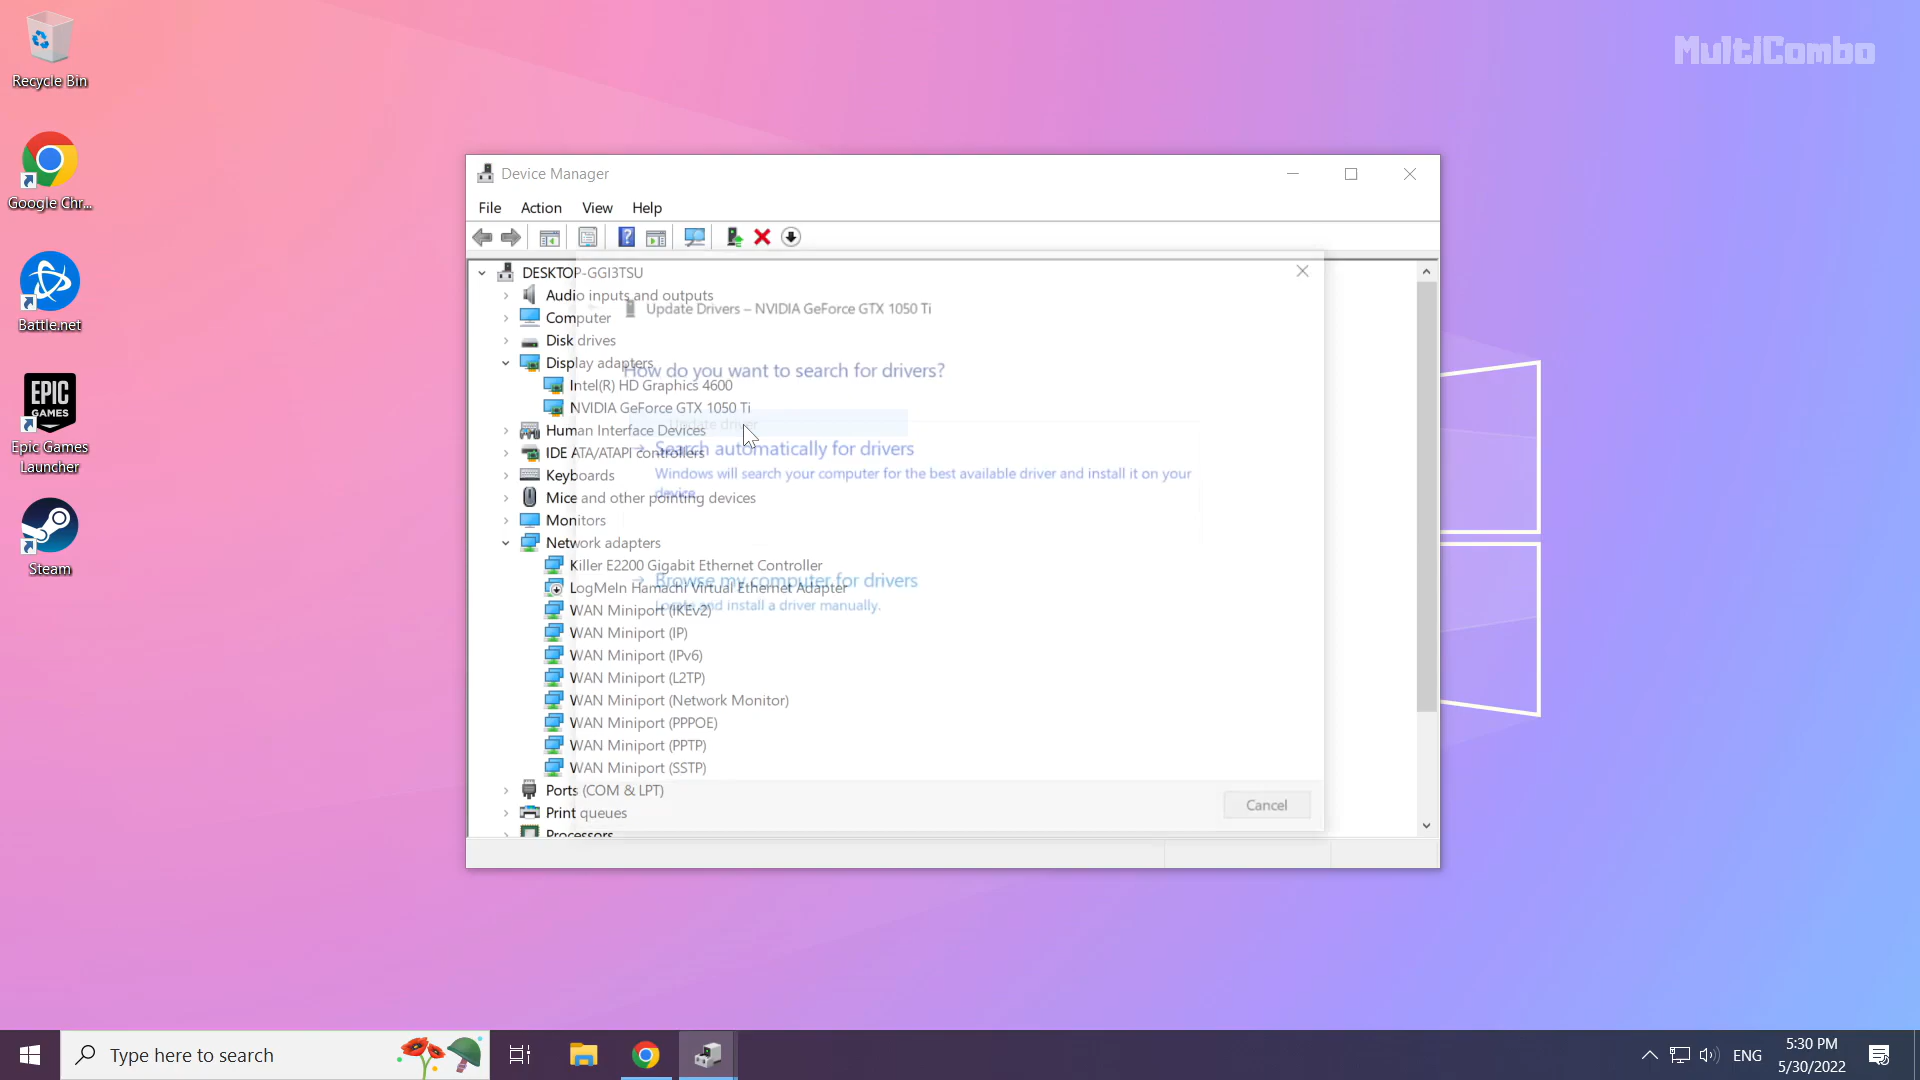 MultiCombo
Recycle Bin
Google Chr...
Battle.net
EPIC
GAMES
Epic Games
Launcher
Steam
Device Manager
File Action View Help
DESKTOP-GGI3TSU
Audio inputs and outputs
Computer
Disk drives
Display adapters
Intel(R) HD Graphics 4600
NVIDIA GeForce GTX 1050 Ti
Human Interface Devices
IDE ATA/ATAPI controllers
Keyboards
Mice and other pointing devices
Monitors
Network adapters
Killer E2200 Gigabit Ethernet Controller
LogMeIn Hamachi Virtual Ethernet Adapter
WAN Miniport (IKEv2)
WAN Miniport (IP)
WAN Miniport (IPv6)
WAN Miniport (L2TP)
WAN Miniport (Network Monitor)
WAN Miniport (PPPOE)
WAN Miniport (PPTP)
WAN Miniport (SSTP)
Ports (COM & LPT)
Print queues
Processors
Update Drivers – NVIDIA GeForce GTX 1050 Ti
How do you want to search for drivers?
Update driver
Search automatically for drivers
Windows will search your computer for the best available driver and install it on your
device.
Browse my computer for drivers
Locate and install a driver manually.
Cancel
Type here to search
ENG
5:30 PM
5/30/2022